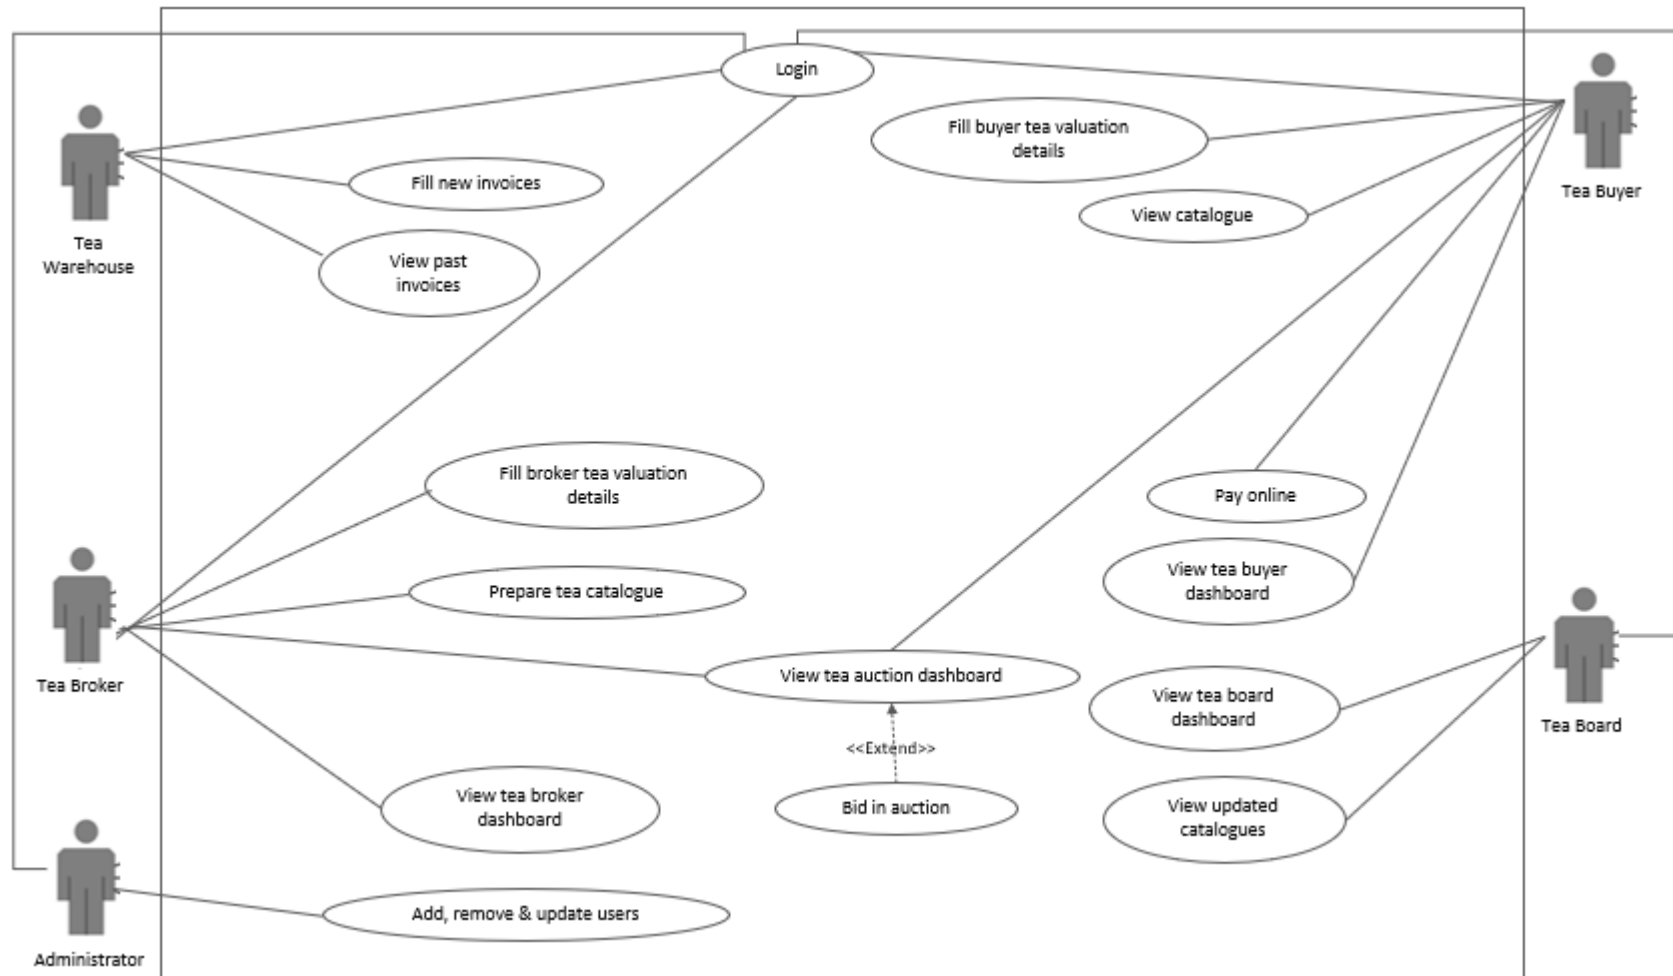 Login
Fill buyer tea valuation
details
Tea Buyer
Fill new invoices
View catalogue
Tea
Warehouse
View past
invoices
Fill broker tea valuation
details
Pay online
View tea buyer
dashboard
Prepare tea catalogue
Tea Broker
View tea auction dashboard
View tea board
dashboard
Tea Board
<<Extend>>
View tea broker
dashboard
Bid in auction
View updated
catalogues
Add, remove & update users
Administrator